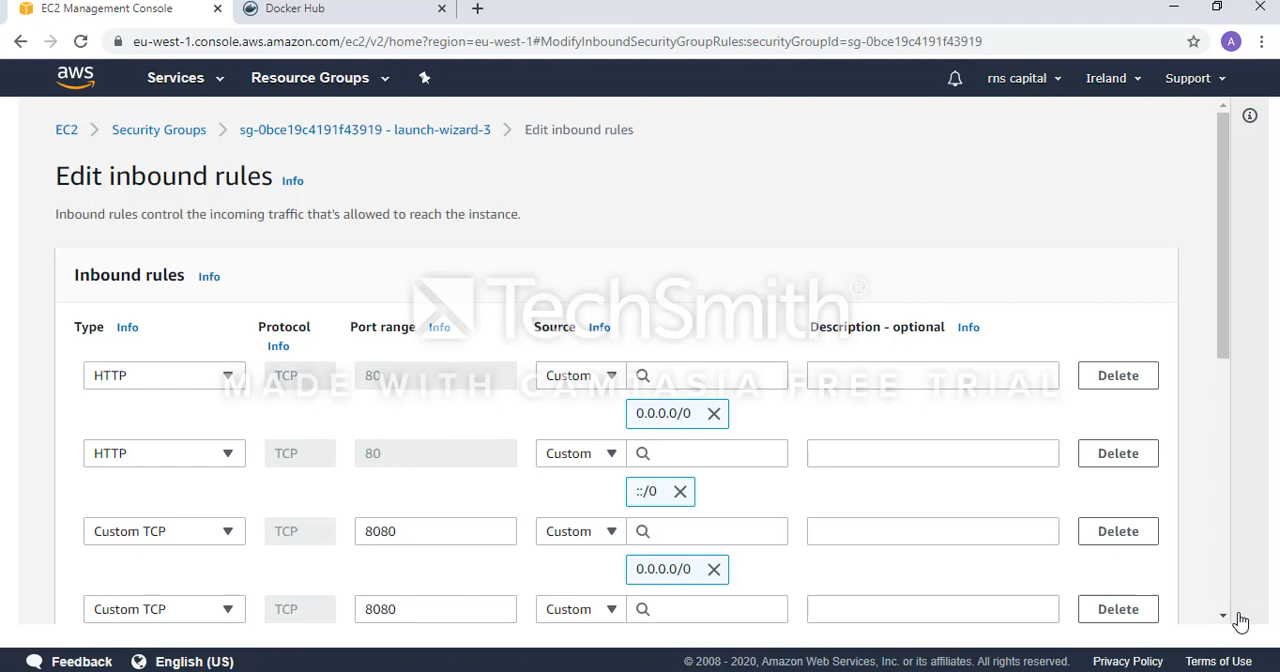 EC2 Management Console
Docker Hub
eu-west-1.console.aws.amazon.com/ec2/v2/home?region=eu-west-1#ModifyInboundSecurityGroupRules:securityGroupId=sg-0bce19c4191f43919
A
aws Services Resource Groups rns capital Ireland Support
EC2 Security Groups sg-0bce19c4191f43919 - launch-wizard-3 Edit inbound rules
Edit inbound rules Info
Inbound rules control the incoming traffic that's allowed to reach the instance.
Inbound rules Info
TechSmith®
Type Info Protocol Info Port range Info Source Info Description - optional Info
HTTP TCP 80 Custom Delete
MADE WITH CAMTASIA FREE TRIAL
0.0.0.0/0
HTTP TCP 80 Custom Delete
::/0
Custom TCP TCP 8080 Custom Delete
0.0.0.0/0
Custom TCP TCP 8080 Custom Delete
Feedback English (US) © 2008 - 2020, Amazon Web Services, Inc. or its affiliates. All rights reserved. Privacy Policy Terms of Use